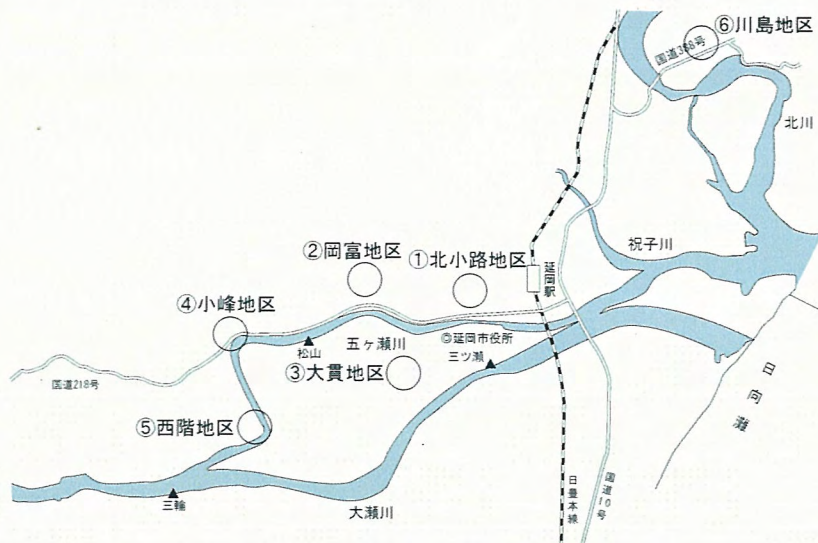 ⑥川島地区
国道388号
北川
祝子川
②岡富地区
①北小路地区
延岡駅
④小峰地区
五ヶ瀬川
◎延岡市役所
松山
三ツ瀬
③大貫地区
国道218号
日向灘
⑤西階地区
三輪
大瀬川
日豊本線
国道10号